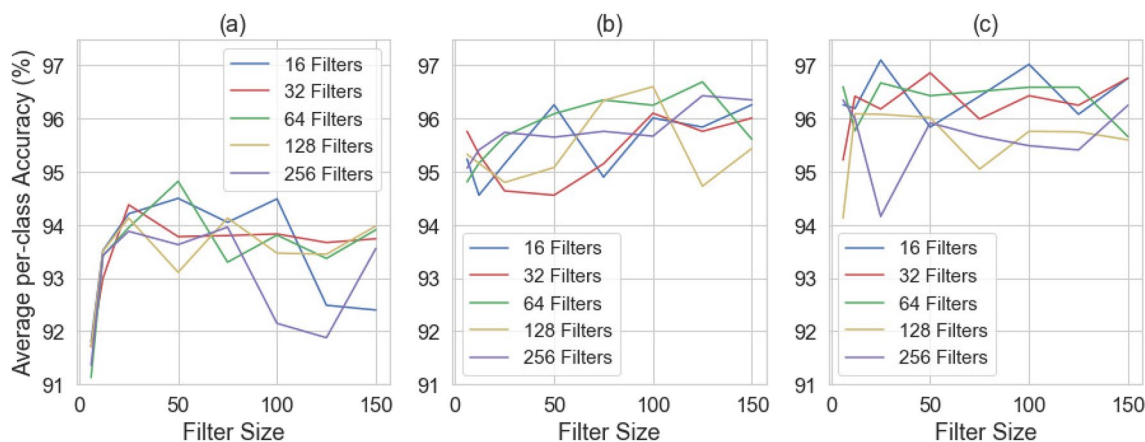 (a)
(b)
(c)
Average per-class Accuracy (%)
97
96
95
94
93
92
91
0
50
100
150
Filter Size
16 Filters
32 Filters
64 Filters
128 Filters
256 Filters
97
96
95
94
93
92
91
0
50
100
150
Filter Size
16 Filters
32 Filters
64 Filters
128 Filters
256 Filters
97
96
95
94
93
92
91
0
50
100
150
Filter Size
16 Filters
32 Filters
64 Filters
128 Filters
256 Filters